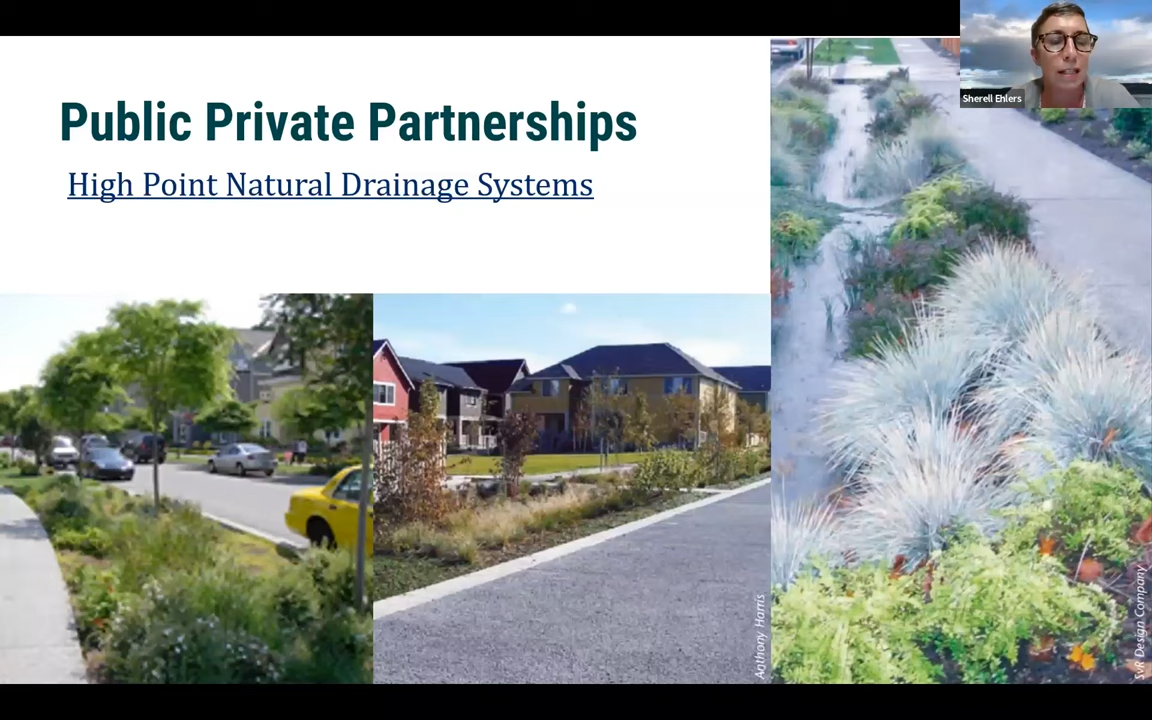 Public Private Partnerships
High Point Natural Drainage Systems
Sherell Ehlers
Anthony Harris
SvR Design Company